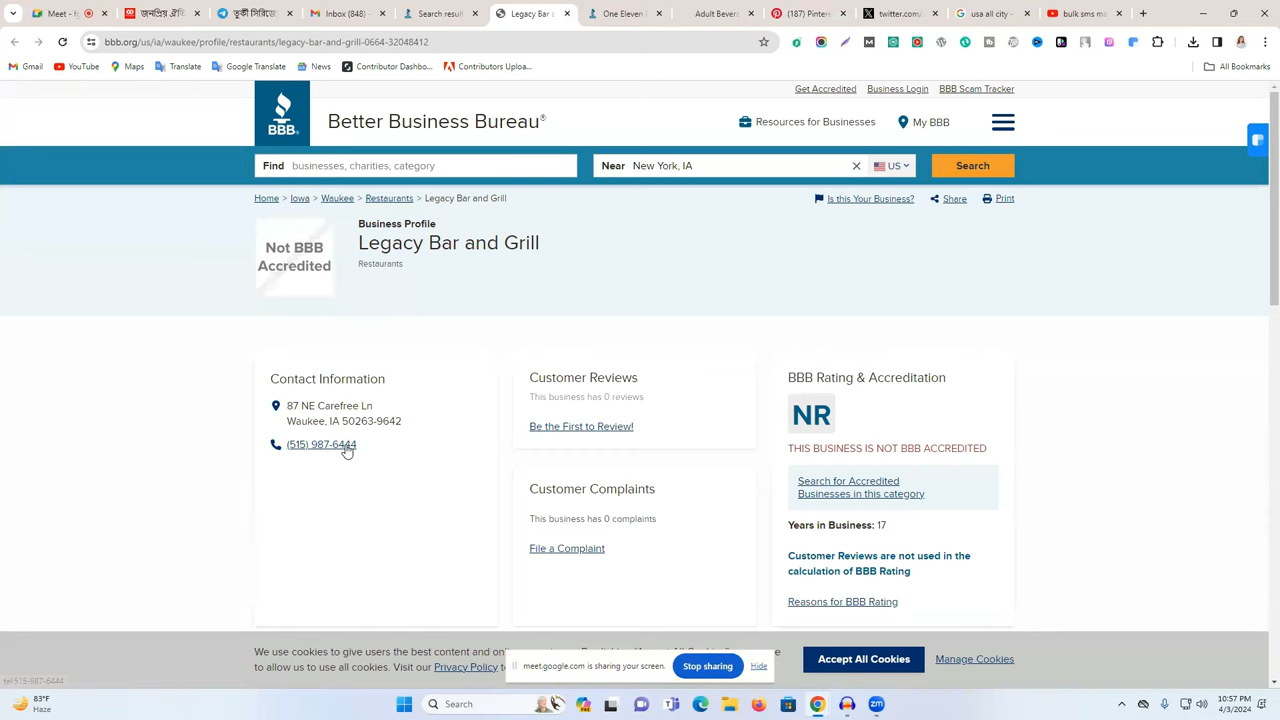 Inbox
Business results
Legacy Bar
One Eleven B
Adult Bever
(187) Pinter
twitter.com/
usa all city -
bulk sms m
bbb.org/us/ia/waukee/profile/restaurants/legacy-bar-and-grill-0664-32048412
Gmail
YouTube
Maps
Translate
Google Translate
News
Contributor Dashbo...
Contributors Uploa...
All Bookmarks
Get Accredited
Business Login
BBB Scam Tracker
BBB.
Better Business Bureau®
Resources for Businesses
My BBB
Find businesses, charities, category
Near New York, IA
US
Search
Home > Iowa > Waukee > Restaurants > Legacy Bar and Grill
Is this Your Business?
Share
Print
Not BBB
Accredited
Business Profile
Legacy Bar and Grill
Restaurants
Contact Information
87 NE Carefree Ln
Waukee, IA 50263-9642
(515) 987-6444
Customer Reviews
This business has 0 reviews
Be the First to Review!
Customer Complaints
This business has 0 complaints
File a Complaint
BBB Rating & Accreditation
NR
THIS BUSINESS IS NOT BBB ACCREDITED
Search for Accredited
Businesses in this category
Years in Business: 17
Customer Reviews are not used in the
calculation of BBB Rating
Reasons for BBB Rating
We use cookies to give users the best content and
to allow us to use all cookies. Visit our Privacy Policy to
meet.google.com is sharing your screen.
Stop sharing
Hide
Accept All Cookies
Manage Cookies
tel:515-987-6444
83°F
Haze
Search
10:57 PM
4/3/2024